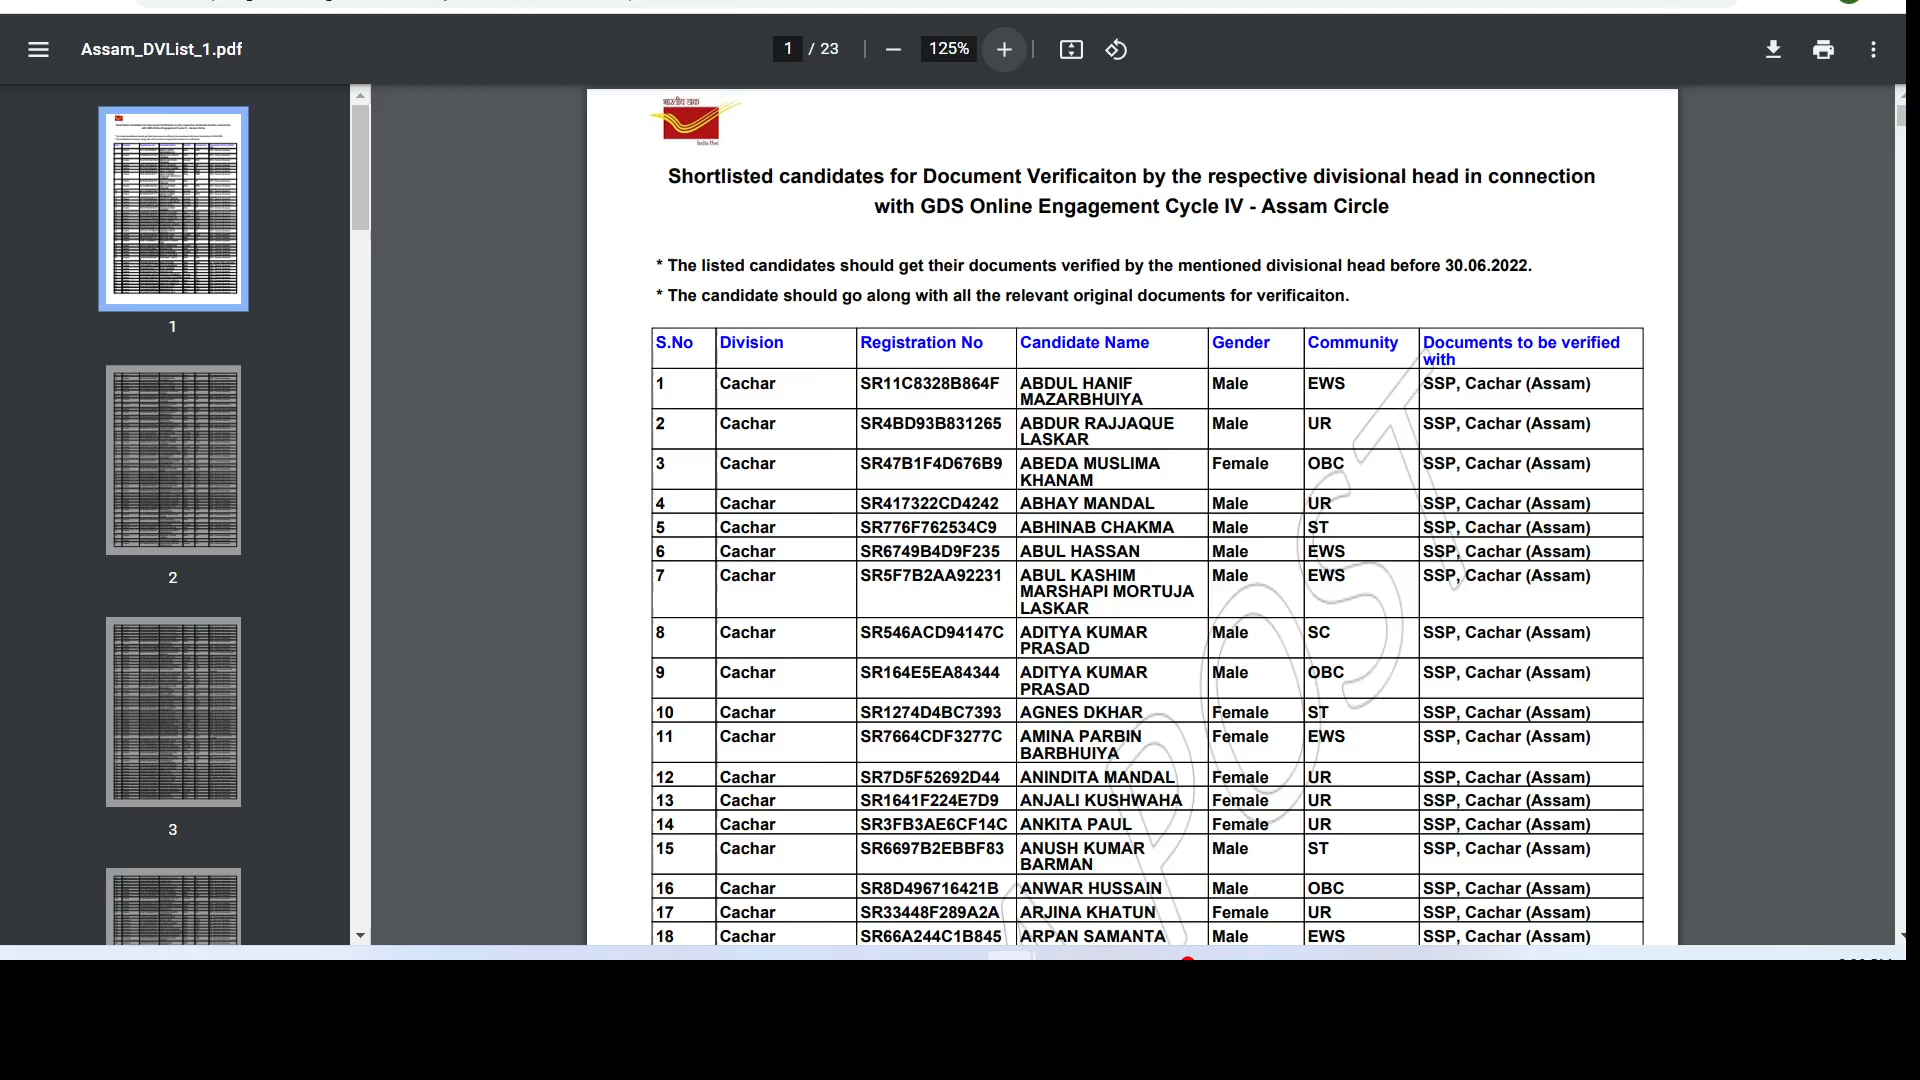 Assam_DVList_1.pdf
1 / 23
125%
1
2
3
भारतीय डाक
India Post
Shortlisted candidates for Document Verificaiton by the respective divisional head in connection
with GDS Online Engagement Cycle IV - Assam Circle
* The listed candidates should get their documents verified by the mentioned divisional head before 30.06.2022.
* The candidate should go along with all the relevant original documents for verificaiton.
S.No Division Registration No Candidate Name Gender Community Documents to be verified
with
1 Cachar SR11C8328B864F ABDUL HANIF Male EWS SSP, Cachar (Assam)
MAZARBHUIYA
2 Cachar SR4BD93B831265 ABDUR RAJJAQUE Male UR SSP, Cachar (Assam)
LASKAR
3 Cachar SR47B1F4D676B9 ABEDA MUSLIMA Female OBC SSP, Cachar (Assam)
KHANAM
4 Cachar SR417322CD4242 ABHAY MANDAL Male UR SSP, Cachar (Assam)
5 Cachar SR776F762534C9 ABHINAB CHAKMA Male ST SSP, Cachar (Assam)
6 Cachar SR6749B4D9F235 ABUL HASSAN Male EWS SSP, Cachar (Assam)
7 Cachar SR5F7B2AA92231 ABUL KASHIM Male EWS SSP, Cachar (Assam)
MARSHAPI MORTUJA
LASKAR
8 Cachar SR546ACD94147C ADITYA KUMAR Male SC SSP, Cachar (Assam)
PRASAD
9 Cachar SR164E5EA84344 ADITYA KUMAR Male OBC SSP, Cachar (Assam)
PRASAD
10 Cachar SR1274D4BC7393 AGNES DKHAR Female ST SSP, Cachar (Assam)
11 Cachar SR7664CDF3277C AMINA PARBIN Female EWS SSP, Cachar (Assam)
BARBHUIYA
12 Cachar SR7D5F52692D44 ANINDITA MANDAL Female UR SSP, Cachar (Assam)
13 Cachar SR1641F224E7D9 ANJALI KUSHWAHA Female UR SSP, Cachar (Assam)
14 Cachar SR3FB3AE6CF14C ANKITA PAUL Female UR SSP, Cachar (Assam)
15 Cachar SR6697B2EBBF83 ANUSH KUMAR Male ST SSP, Cachar (Assam)
BARMAN
16 Cachar SR8D496716421B ANWAR HUSSAIN Male OBC SSP, Cachar (Assam)
17 Cachar SR33448F289A2A ARJINA KHATUN Female UR SSP, Cachar (Assam)
18 Cachar SR66A244C1B845 ARPAN SAMANTA Male EWS SSP, Cachar (Assam)
POST